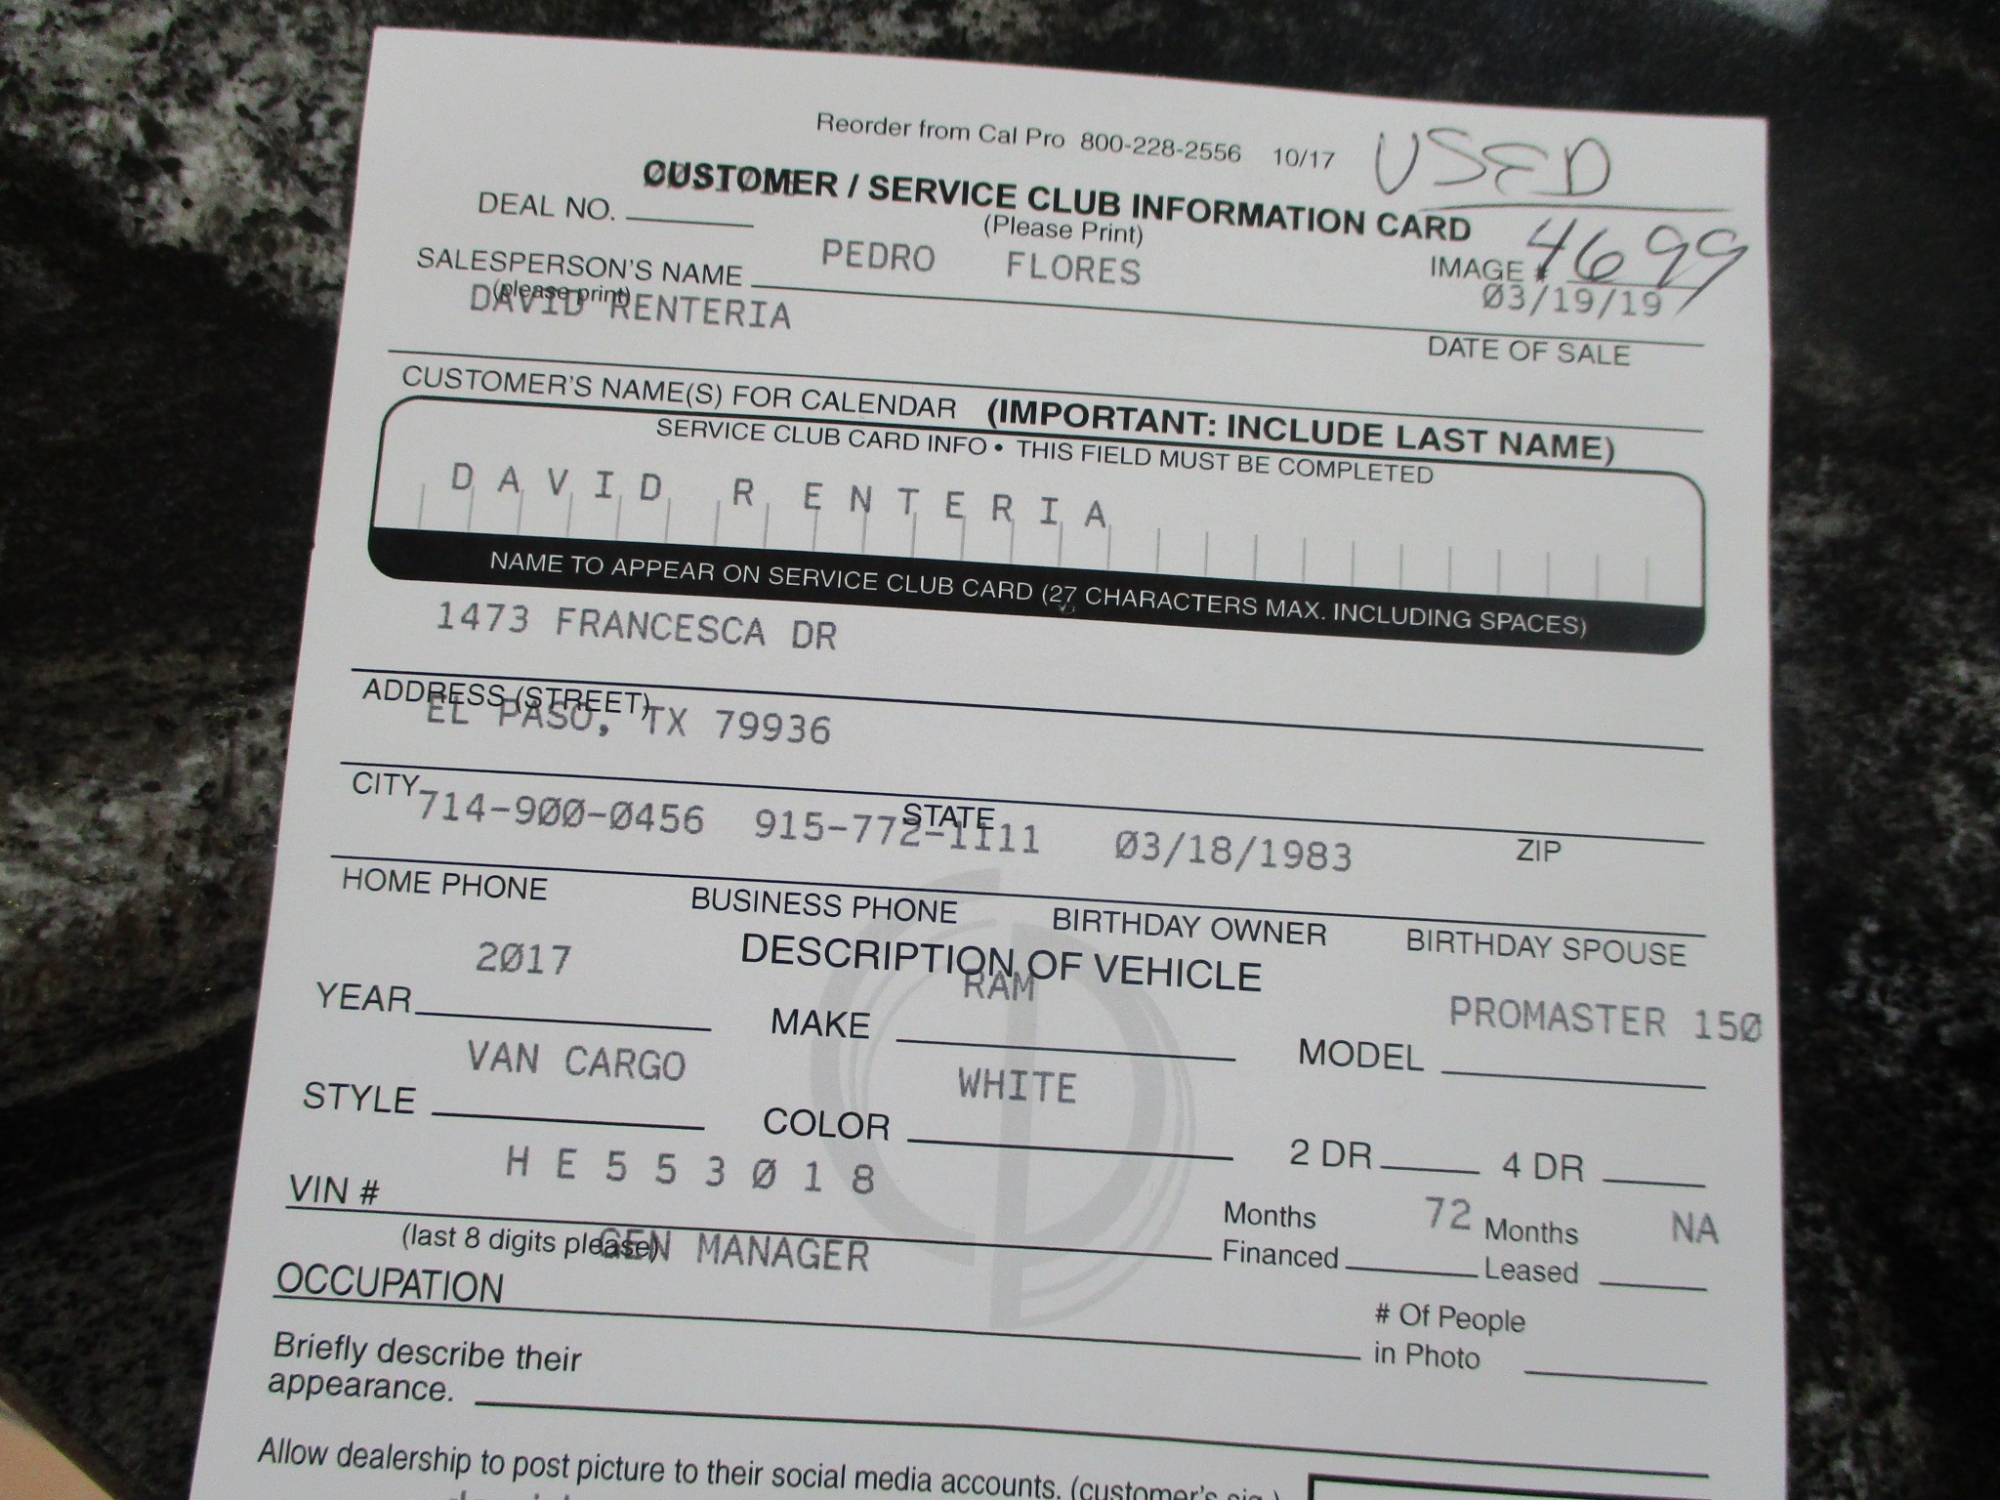 Reorder from Cal Pro 800-228-2556 10/17 USED
CUSTOMER / SERVICE CLUB INFORMATION CARD
DEAL NO. (Please Print)
SALESPERSON'S NAME PEDRO FLORES IMAGE # 4699
(please print)
DAVID RENTERIA 03/19/19
DATE OF SALE
CUSTOMER'S NAME(S) FOR CALENDAR (IMPORTANT: INCLUDE LAST NAME)
SERVICE CLUB CARD INFO • THIS FIELD MUST BE COMPLETED
DAVID RENTERIA
NAME TO APPEAR ON SERVICE CLUB CARD (27 CHARACTERS MAX. INCLUDING SPACES)
1473 FRANCESCA DR
ADDRESS (STREET)
EL PASO, TX 79936
CITY STATE ZIP
714-900-0456 915-772-1111 03/18/1983
HOME PHONE BUSINESS PHONE BIRTHDAY OWNER BIRTHDAY SPOUSE
DESCRIPTION OF VEHICLE
YEAR 2017 MAKE RAM MODEL PROMASTER 150
STYLE VAN CARGO COLOR WHITE 2 DR 4 DR
VIN # HE553018
(last 8 digits please)
Months Financed 72 Months Leased NA
OCCUPATION GEN MANAGER
# Of People in Photo
Briefly describe their
appearance.
Allow dealership to post picture to their social media accounts. (customer's sig.)